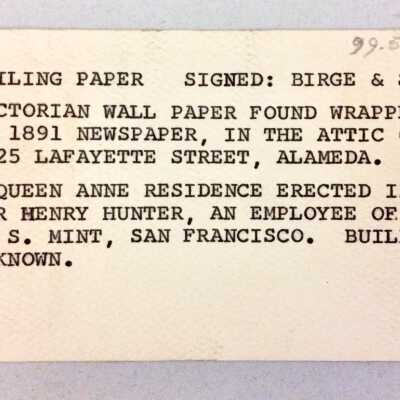 99.5
ILING PAPER SIGNED: BIRGE &
CTORIAN WALL PAPER FOUND WRAPP
1891 NEWSPAPER, IN THE ATTIC
25 LAFAYETTE STREET, ALAMEDA.
QUEEN ANNE RESIDENCE ERECTED I
R HENRY HUNTER, AN EMPLOYEE OF
S. MINT, SAN FRANCISCO. BUIL
KNOWN.